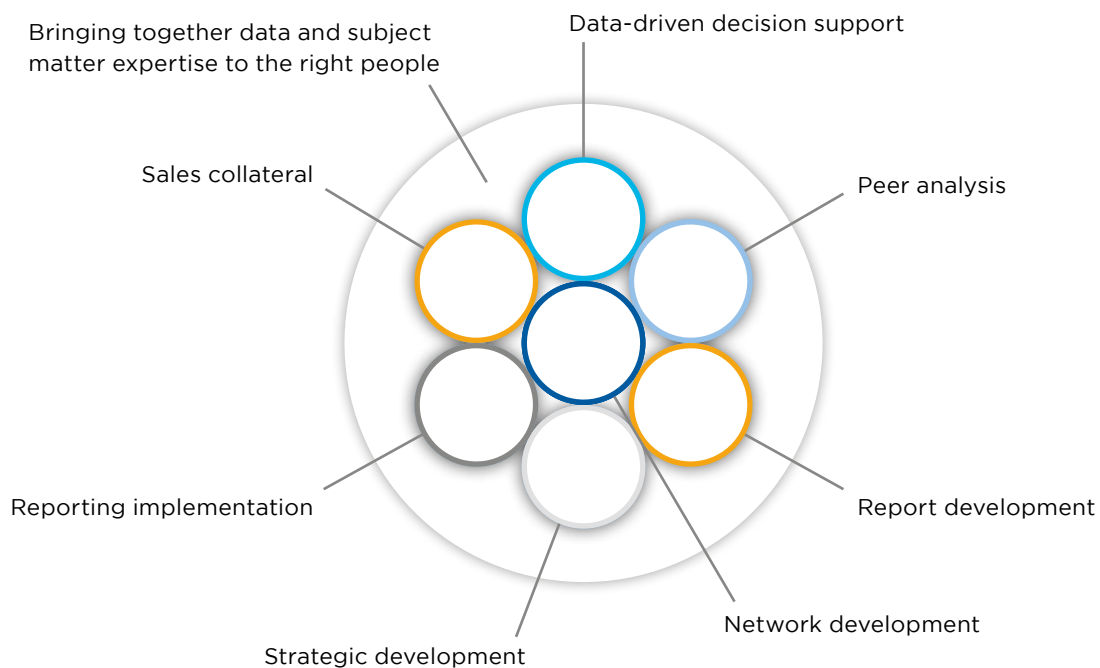 Data-driven decision support
Bringing together data and subject
matter expertise to the right people
Sales collateral
Peer analysis
Reporting implementation
Report development
Network development
Strategic development